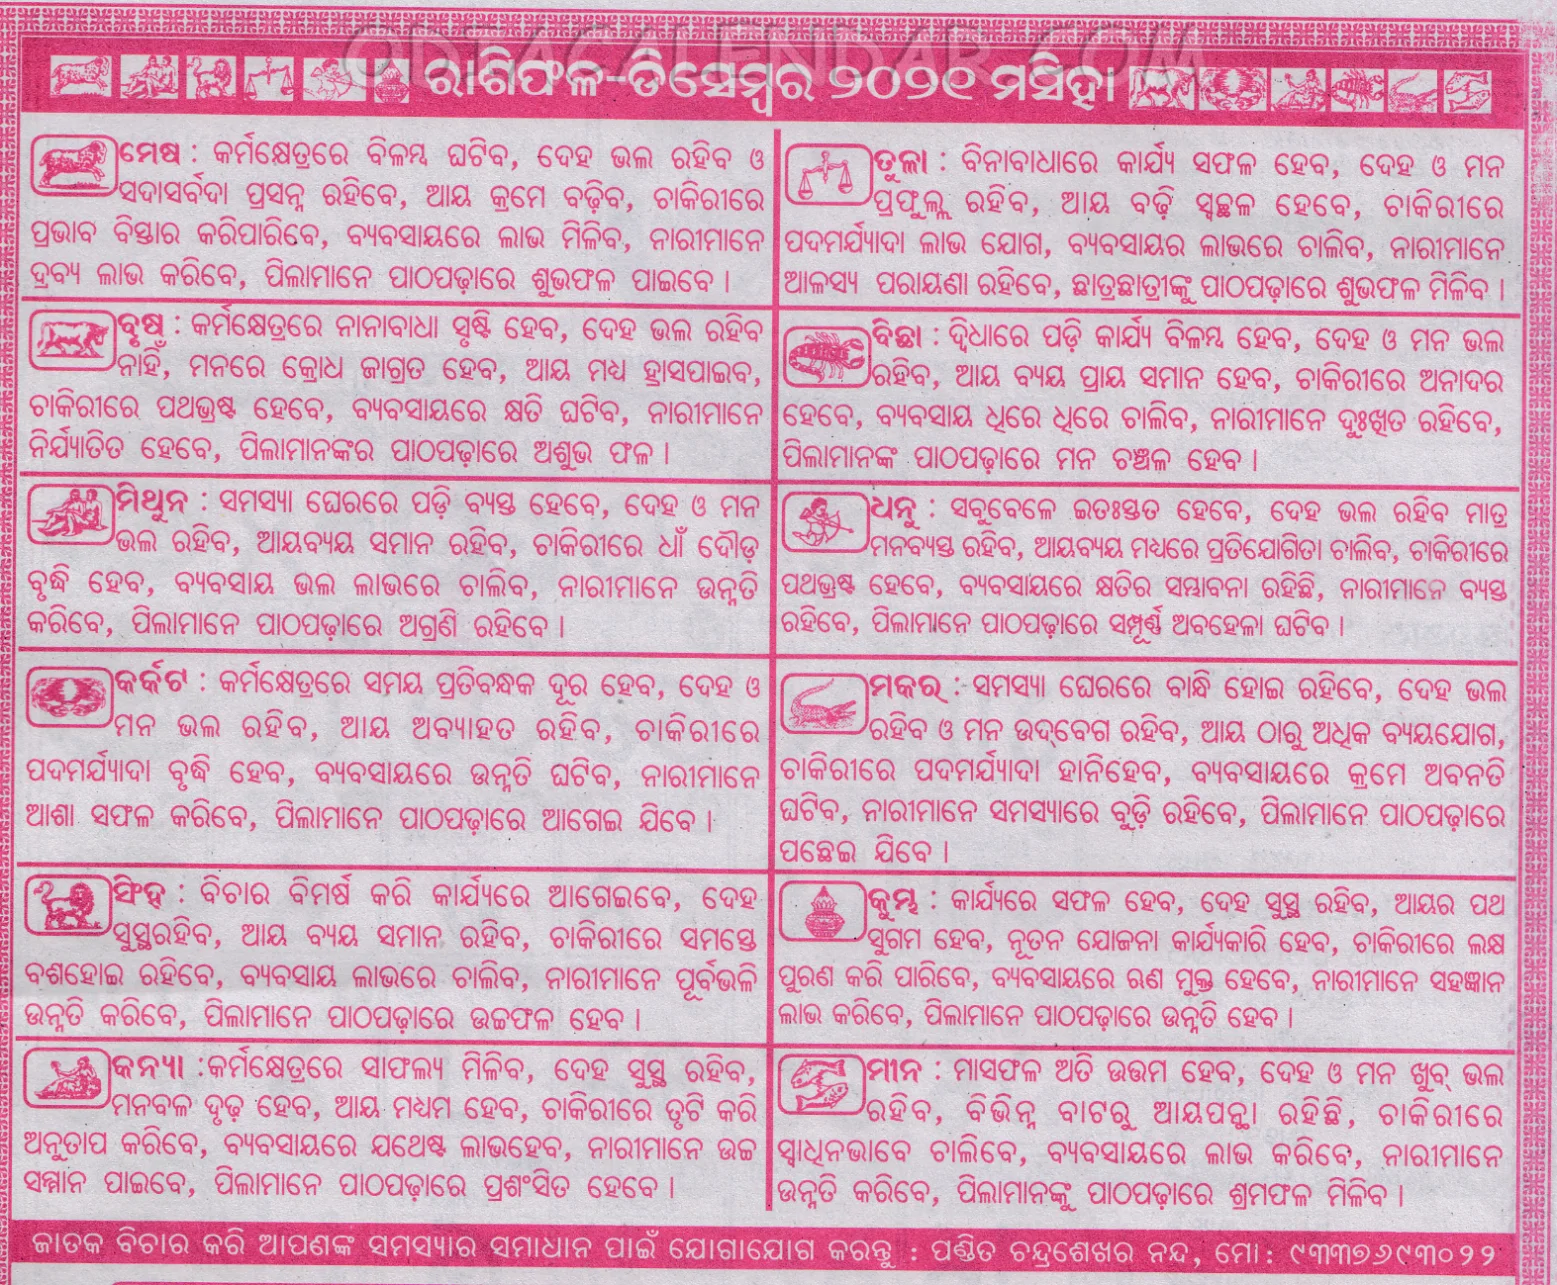 ODIACALENDAR.COM
ରାଶିଫଳ-ଡିସେମ୍ବର ୨୦୨୧ ମସିହା
ମେଷ : କର୍ମକ୍ଷେତ୍ରରେ ବିଳମ୍ବ ଘଟିବ, ଦେହ ଭଲ ରହିବ ଓ
ସଦାସର୍ବଦା ପ୍ରସନ୍ନ ରହିବେ, ଆୟ କ୍ରମେ ବଢ଼ିବ, ଚାକିରୀରେ
ପ୍ରଭାବ ବିସ୍ତାର କରିପାରିବେ, ବ୍ୟବସାୟରେ ଲାଭ ମିଳିବ, ନାରୀମାନେ
ଦ୍ରବ୍ୟ ଲାଭ କରିବେ, ପିଲାମାନେ ପାଠପଢ଼ାରେ ଶୁଭଫଳ ପାଇବେ।
ବୃଷ : କର୍ମକ୍ଷେତ୍ରରେ ନାନାବାଧା ସୃଷ୍ଟି ହେବ, ଦେହ ଭଲ ରହିବ
ନାହିଁ, ମନରେ କ୍ରୋଧ ଜାଗ୍ରତ ହେବ, ଆୟ ମଧ୍ୟ ହ୍ରାସପାଇବ,
ଚାକିରୀରେ ପଥଭ୍ରଷ୍ଟ ହେବେ, ବ୍ୟବସାୟରେ କ୍ଷତି ଘଟିବ, ନାରୀମାନେ
ନିର୍ଯ୍ୟାତିତ ହେବେ, ପିଲାମାନଙ୍କର ପାଠପଢ଼ାରେ ଅଶୁଭ ଫଳ।
ମିଥୁନ : ସମସ୍ୟା ଘେରରେ ପଡ଼ି ବ୍ୟସ୍ତ ହେବେ, ଦେହ ଓ ମନ
ଭଲ ରହିବ, ଆୟବ୍ୟୟ ସମାନ ରହିବ, ଚାକିରୀରେ ଧାଁ ଦୌଡ଼
ବୃଦ୍ଧି ହେବ, ବ୍ୟବସାୟ ଭଲ ଲାଭରେ ଚାଲିବ, ନାରୀମାନେ ଉନ୍ନତି
କରିବେ, ପିଲାମାନେ ପାଠପଢ଼ାରେ ଅଗ୍ରଣି ରହିବେ।
କର୍କଟ : କର୍ମକ୍ଷେତ୍ରରେ ସମୟ ପ୍ରତିବନ୍ଧକ ଦୂର ହେବ, ଦେହ ଓ
ମନ ଭଲ ରହିବ, ଆୟ ଅବ୍ୟାହତ ରହିବ, ଚାକିରୀରେ
ପଦମର୍ଯ୍ୟାଦା ବୃଦ୍ଧି ହେବ, ବ୍ୟବସାୟରେ ଉନ୍ନତି ଘଟିବ, ନାରୀମାନେ
ଆଶା ସଫଳ କରିବେ, ପିଲାମାନେ ପାଠପଢ଼ାରେ ଆଗେଇ ଯିବେ।
ସିଂହ : ବିଚାର ବିମର୍ଷ କରି କାର୍ଯ୍ୟରେ ଆଗେଇବେ, ଦେହ
ସୁସ୍ଥରହିବ, ଆୟ ବ୍ୟୟ ସମାନ ରହିବ, ଚାକିରୀରେ ସମସ୍ତେ
ବଶହୋଇ ରହିବେ, ବ୍ୟବସାୟ ଲାଭରେ ଚାଲିବ, ନାରୀମାନେ ପୂର୍ବଭଳି
ଉନ୍ନତି କରିବେ, ପିଲାମାନେ ପାଠପଢ଼ାରେ ଉଚ୍ଚଫଳ ହେବ।
କନ୍ୟା :କର୍ମକ୍ଷେତ୍ରରେ ସାଫଲ୍ୟ ମିଳିବ, ଦେହ ସୁସ୍ଥ ରହିବ,
ମନବଳ ଦୃଢ଼ ହେବ, ଆୟ ମଧ୍ୟମ ହେବ, ଚାକିରୀରେ ତୃଟି କରି
ଅନୁତାପ କରିବେ, ବ୍ୟବସାୟରେ ଯଥେଷ୍ଟ ଲାଭହେବ, ନାରୀମାନେ ଉଚ୍ଚ
ସମ୍ମାନ ପାଇବେ, ପିଲାମାନେ ପାଠପଢ଼ାରେ ପ୍ରଶଂସିତ ହେବେ।
ତୁଳା : ବିନାବାଧାରେ କାର୍ଯ୍ୟ ସଫଳ ହେବ, ଦେହ ଓ ମନ
ପ୍ରଫୁଲ୍ଲ ରହିବ, ଆୟ ବଢ଼ି ସ୍ୱଚ୍ଛଳ ହେବେ, ଚାକିରୀରେ
ପଦମର୍ଯ୍ୟାଦା ଲାଭ ଯୋଗ, ବ୍ୟବସାୟର ଲାଭରେ ଚାଲିବ, ନାରୀମାନେ
ଆଳସ୍ୟ ପରାୟଣା ରହିବେ, ଛାତ୍ରଛାତ୍ରୀଙ୍କୁ ପାଠପଢ଼ାରେ ଶୁଭଫଳ ମିଳିବ।
ବିଛା : ଦ୍ୱିଧାରେ ପଡ଼ି କାର୍ଯ୍ୟ ବିଳମ୍ବ ହେବ, ଦେହ ଓ ମନ ଭଲ
ରହିବ, ଆୟ ବ୍ୟୟ ପ୍ରାୟ ସମାନ ହେବ, ଚାକିରୀରେ ଅନାଦର
ହେବେ, ବ୍ୟବସାୟ ଧିରେ ଧିରେ ଚାଲିବ, ନାରୀମାନେ ଦୁଃଖିତ ରହିବେ,
ପିଲାମାନଙ୍କ ପାଠପଢ଼ାରେ ମନ ଚଞ୍ଚଳ ହେବ।
ଧନୁ : ସବୁବେଳେ ଇତଃସ୍ତତ ହେବେ, ଦେହ ଭଲ ରହିବ ମାତ୍ର
ମନବ୍ୟସ୍ତ ରହିବ, ଆୟବ୍ୟୟ ମଧ୍ୟରେ ପ୍ରତିଯୋଗିତା ଚାଲିବ, ଚାକିରୀରେ
ପଥଭ୍ରଷ୍ଟ ହେବେ, ବ୍ୟବସାୟରେ କ୍ଷତିର ସମ୍ଭାବନା ରହିଛି, ନାରୀମାନେ ବ୍ୟସ୍ତ
ରହିବେ, ପିଲାମାନେ ପାଠପଢ଼ାରେ ସମ୍ପୂର୍ଣ୍ଣ ଅବହେଳା ଘଟିବ।
ମକର : ସମସ୍ୟା ଘେରରେ ବାନ୍ଧି ହୋଇ ରହିବେ, ଦେହ ଭଲ
ରହିବ ଓ ମନ ଉଦ୍‌ବେଗ ରହିବ, ଆୟ ଠାରୁ ଅଧିକ ବ୍ୟୟଯୋଗ,
ଚାକିରୀରେ ପଦମର୍ଯ୍ୟାଦା ହାନିହେବ, ବ୍ୟବସାୟରେ କ୍ରମେ ଅବନତି
ଘଟିବ, ନାରୀମାନେ ସମସ୍ୟାରେ ବୁଡ଼ି ରହିବେ, ପିଲାମାନେ ପାଠପଢ଼ାରେ
ପଛେଇ ଯିବେ।
କୁମ୍ଭ : କାର୍ଯ୍ୟରେ ସଫଳ ହେବ, ଦେହ ସୁସ୍ଥ ରହିବ, ଆୟର ପଥ
ସୁଗମ ହେବ, ନୂତନ ଯୋଜନା କାର୍ଯ୍ୟକାରି ହେବ, ଚାକିରୀରେ ଲକ୍ଷ
ପୁରଣ କରି ପାରିବେ, ବ୍ୟବସାୟରେ ଋଣ ମୁକ୍ତ ହେବେ, ନାରୀମାନେ ସହଜ୍ଞାନ
ଲାଭ କରିବେ, ପିଲାମାନେ ପାଠପଢ଼ାରେ ଉନ୍ନତି ହେବ।
ମୀନ : ମାସଫଳ ଅତି ଉତ୍ତମ ହେବ, ଦେହ ଓ ମନ ଖୁବ୍ ଭଲ
ରହିବ, ବିଭିନ୍ନ ବାଟରୁ ଆୟପନ୍ଥା ରହିଛି, ଚାକିରୀରେ
ସ୍ୱାଧିନଭାବେ ଚାଲିବେ, ବ୍ୟବସାୟରେ ଲାଭ କରିବେ, ନାରୀମାନେ
ଉନ୍ନତି କରିବେ, ପିଲାମାନଙ୍କୁ ପାଠପଢ଼ାରେ ଶ୍ରମଫଳ ମିଳିବ।
ଜାତକ ବିଚାର କରି ଆପଣଙ୍କ ସମସ୍ୟାର ସମାଧାନ ପାଇଁ ଯୋଗାଯୋଗ କରନ୍ତୁ : ପଣ୍ଡିତ ଚନ୍ଦ୍ରଶେଖର ନନ୍ଦ, ମୋ: ୯୩୩୭୬୯୩୦୨୨